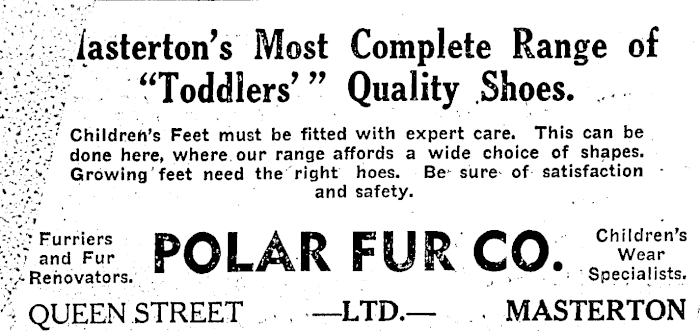 Masterton's Most Complete Range of
"Toddlers'" Quality Shoes.
Children's Feet must be fitted with expert care. This can be
done here, where our range affords a wide choice of shapes.
Growing feet need the right hoes. Be sure of satisfaction
and safety.
Furriers
and Fur
Renovators.
POLAR FUR CO.
Children's
Wear
Specialists.
QUEEN STREET —LTD.— MASTERTON